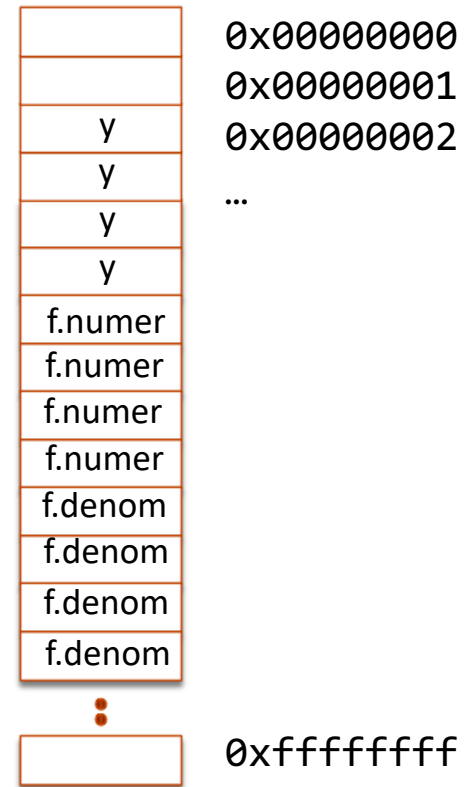 0x00000000
0x00000001
y 0x00000002
y …
y
y
f.numer
f.numer
f.numer
f.numer
f.denom
f.denom
f.denom
f.denom
0xffffffff